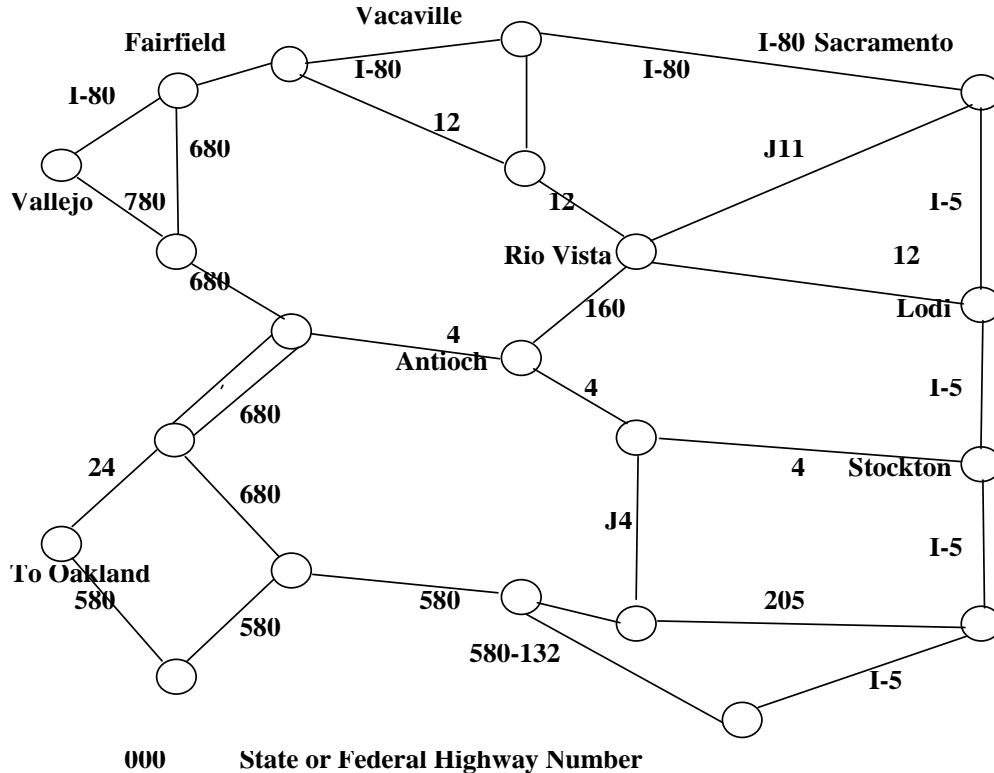 Vacaville
Fairfield
I-80 Sacramento
I-80
I-80
I-80
12
680
J11
Vallejo
780
12
I-5
Rio Vista
12
680
160
Lodi
4
Antioch
4
I-5
680
24
4
Stockton
680
J4
I-5
To Oakland
580
580
205
580
580-132
I-5
000 State or Federal Highway Number